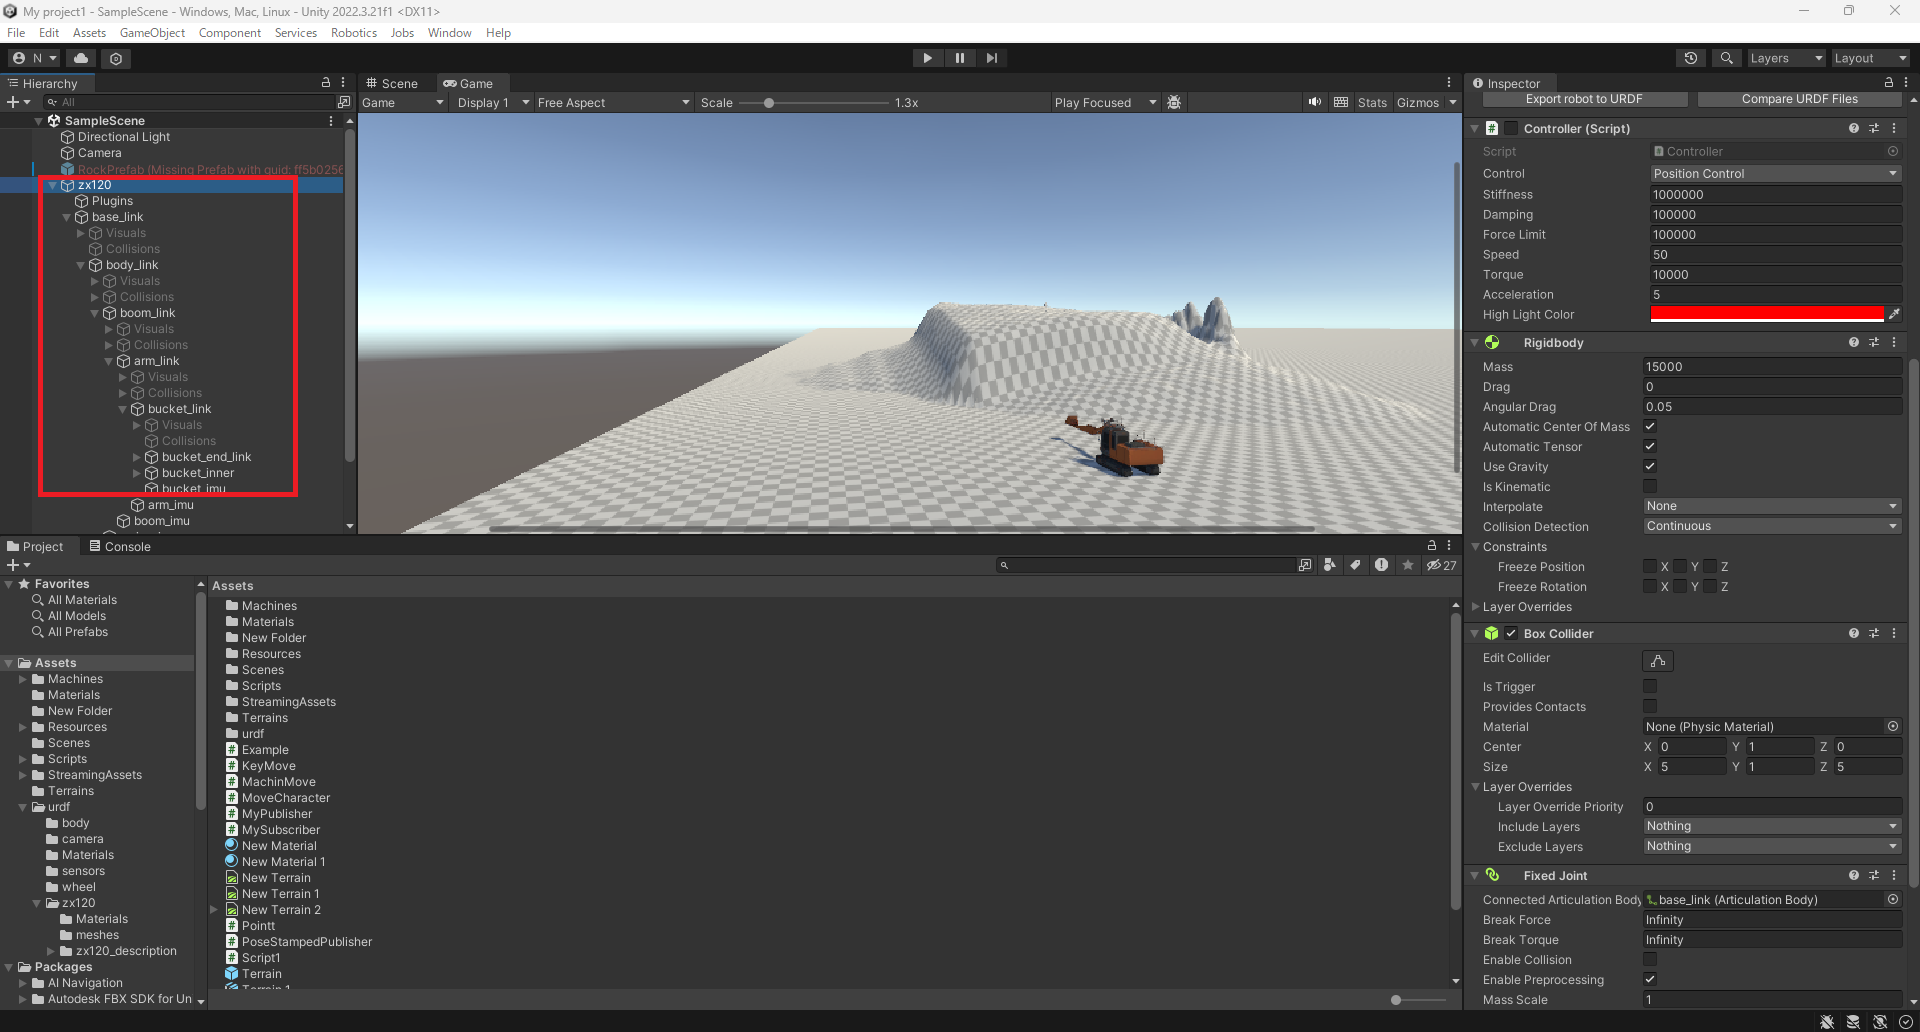 My project1 - SampleScene - Windows, Mac, Linux - Unity 2022.3.21f1 <DX11>
File Edit Assets GameObject Component Services Robotics Jobs Window Help
N Layers Layout
Hierarchy
All
SampleScene
Directional Light
Camera
RockPrefab (Missing Prefab with guid: ff5b0256
zx120
Plugins
base_link
Visuals
Collisions
body_link
Visuals
Collisions
boom_link
Visuals
Collisions
arm_link
Visuals
Collisions
bucket_link
Visuals
Collisions
bucket_end_link
bucket_inner
bucket_imu
arm_imu
boom_imu
Scene Game
Game Display 1 Free Aspect Scale 1.3x Play Focused Stats Gizmos
Inspector
Export robot to URDF Compare URDF Files
Controller (Script)
Script Controller
Control Position Control
Stiffness 1000000
Damping 100000
Force Limit 100000
Speed 50
Torque 10000
Acceleration 5
High Light Color
Rigidbody
Mass 15000
Drag 0
Angular Drag 0.05
Automatic Center Of Mass
Automatic Tensor
Use Gravity
Is Kinematic
Interpolate None
Collision Detection Continuous
Constraints
Freeze Position X Y Z
Freeze Rotation X Y Z
Layer Overrides
Box Collider
Edit Collider
Is Trigger
Provides Contacts
Material None (Physic Material)
Center X 0 Y 1 Z 0
Size X 5 Y 1 Z 5
Layer Overrides
Layer Override Priority 0
Include Layers Nothing
Exclude Layers Nothing
Fixed Joint
Connected Articulation Body base_link (Articulation Body)
Break Force Infinity
Break Torque Infinity
Enable Collision
Enable Preprocessing
Mass Scale 1
Project Console
27
Favorites
All Materials
All Models
All Prefabs
Assets
Machines
Materials
New Folder
Resources
Scenes
Scripts
StreamingAssets
Terrains
urdf
body
camera
Materials
sensors
wheel
zx120
Materials
meshes
zx120_description
Packages
AI Navigation
Autodesk FBX SDK for Un
Assets
Machines
Materials
New Folder
Resources
Scenes
Scripts
StreamingAssets
Terrains
urdf
Example
KeyMove
MachinMove
MoveCharacter
MyPublisher
MySubscriber
New Material
New Material 1
New Terrain
New Terrain 1
New Terrain 2
Pointt
PoseStampedPublisher
Script1
Terrain
Terrain 1